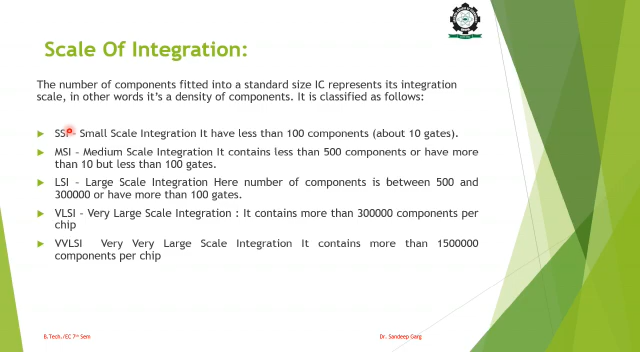 Scale Of Integration:
The number of components fitted into a standard size IC represents its integration
scale, in other words it's a density of components. It is classified as follows:
SSI – Small Scale Integration It have less than 100 components (about 10 gates).
MSI – Medium Scale Integration It contains less than 500 components or have more
than 10 but less than 100 gates.
LSI – Large Scale Integration Here number of components is between 500 and
300000 or have more than 100 gates.
VLSI – Very Large Scale Integration : It contains more than 300000 components per
chip
VVLSI Very Very Large Scale Integration It contains more than 1500000
components per chip
B.Tech./EC 7th Sem
Dr. Sandeep Garg